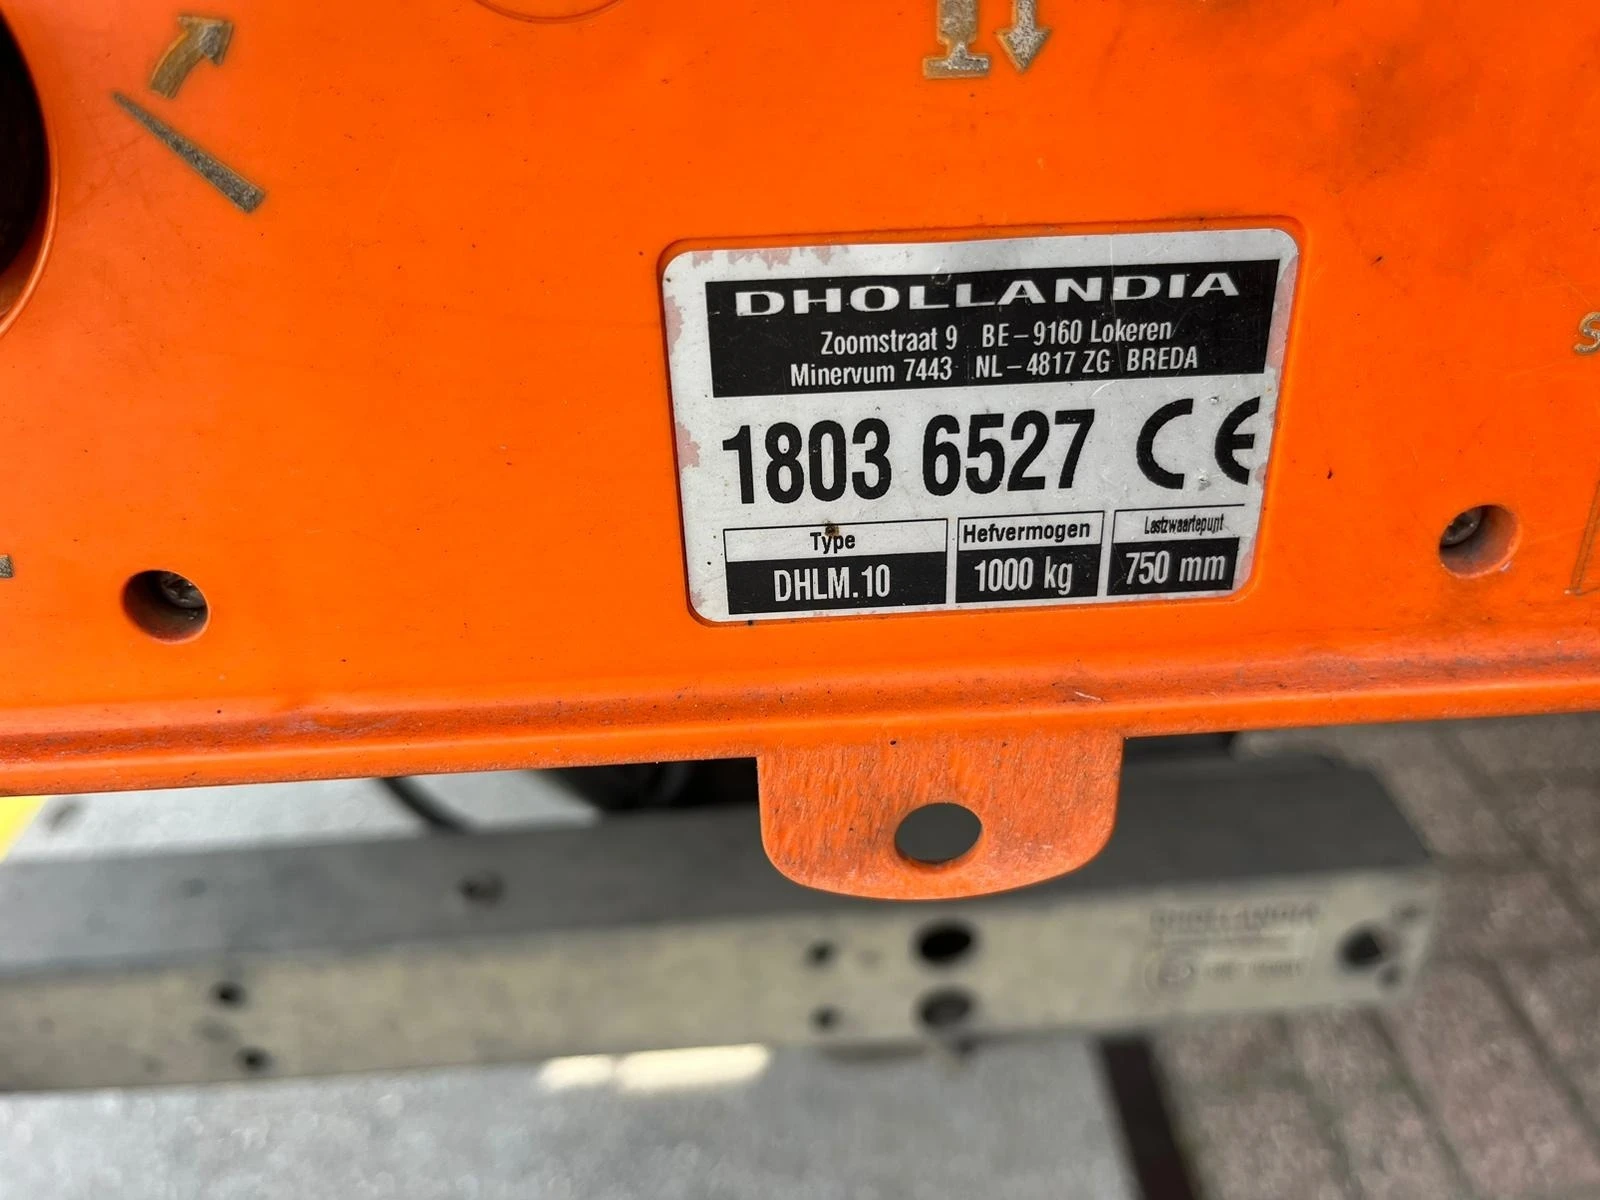 DHOLLANDIA
Zoomstraat 9 BE-9160 Lokeren
Minervum 7443 NL-4817 ZG BREDA
1803 6527 CE
Type Hefvermogen Lastzwaartepunt
DHLM.10 1000 kg 750 mm
DHOLLANDIA